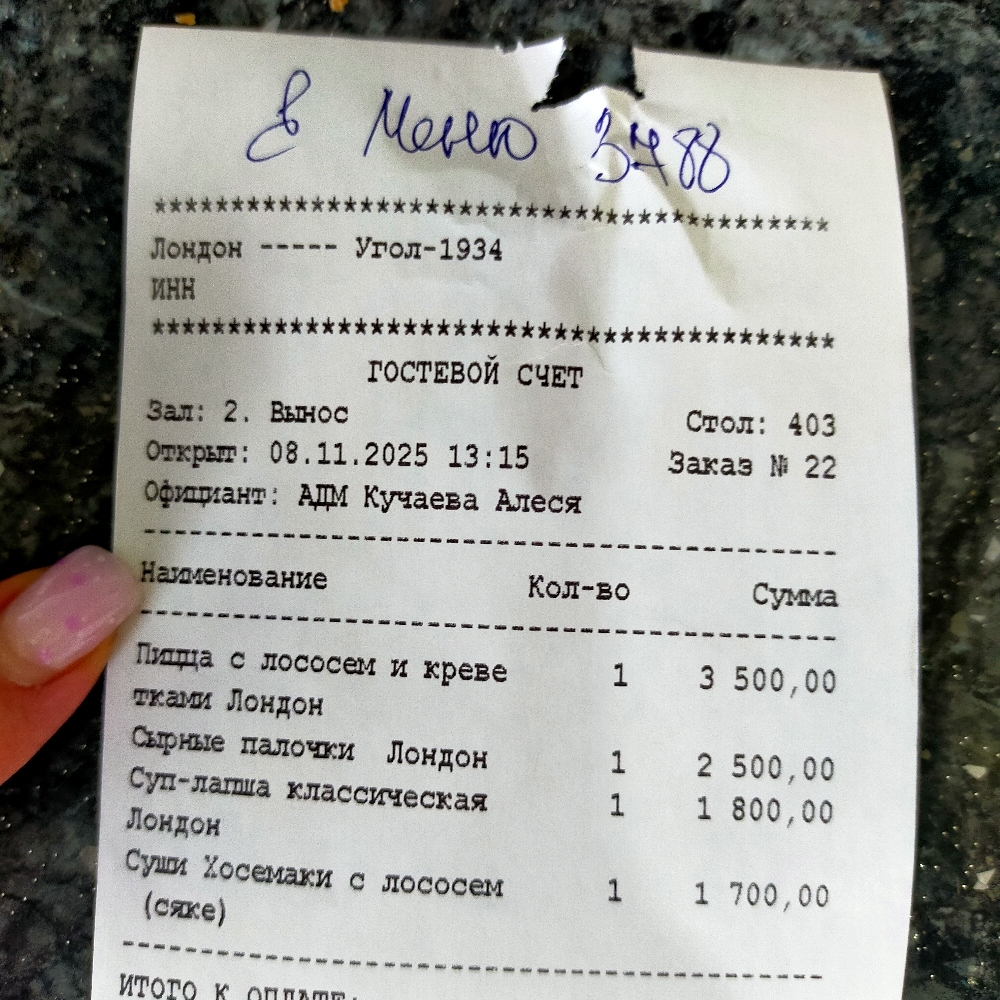 Е Меню 3788
******************************************
Лондон ----- Угол-1934
ИНН
******************************************
ГОСТЕВОЙ СЧЕТ
Зал: 2. Вынос Стол: 403
Открыт: 08.11.2025 13:15 Заказ № 22
Официант: АДМ Кучаева Алеся
Наименование Кол-во Сумма
Пицца с лососем и креве 1 3 500,00
тками Лондон
Сырные палочки Лондон 1 2 500,00
Суп-лапша классическая 1 1 800,00
Лондон
Суши Хосемаки с лососем 1 1 700,00
(сяке)
ИТОГО К ОПЛАТЕ: